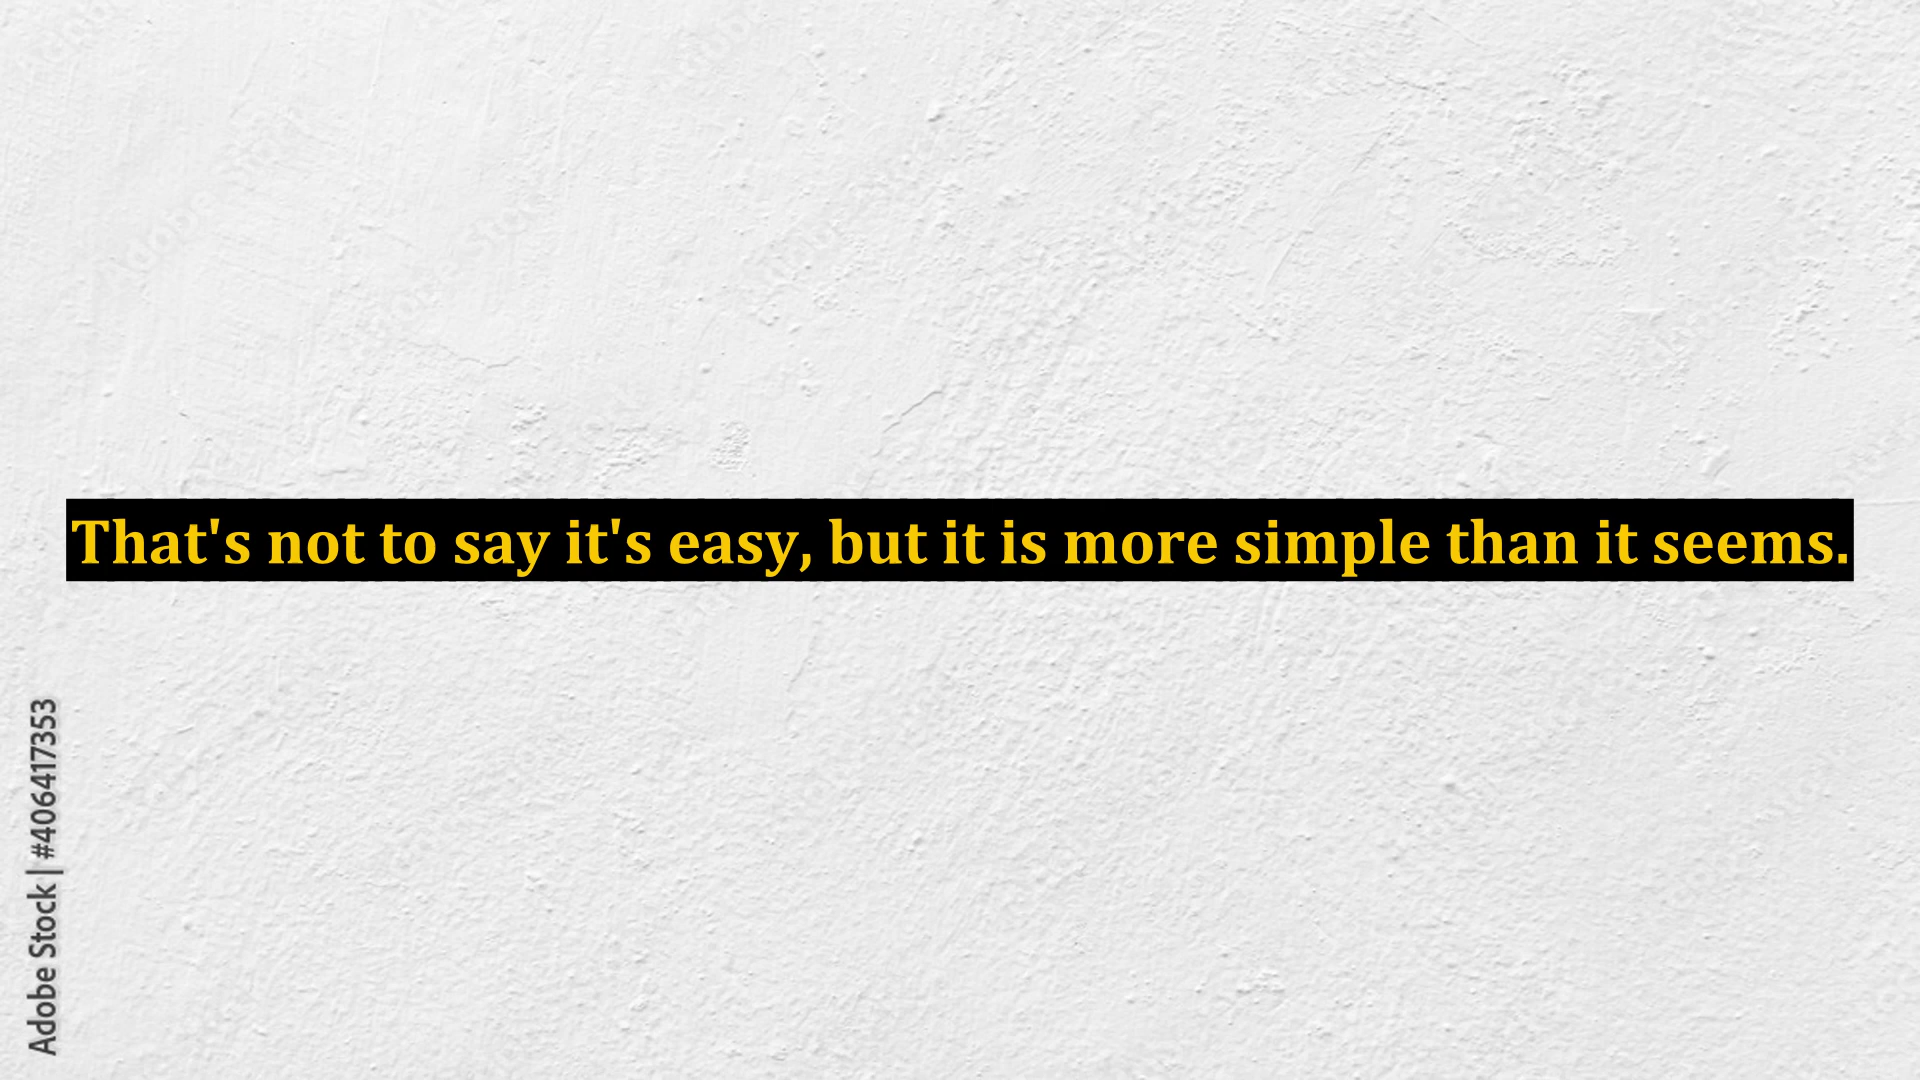 That's not to say it's easy, but it is more simple than it seems.
Adobe Stock | #406417353